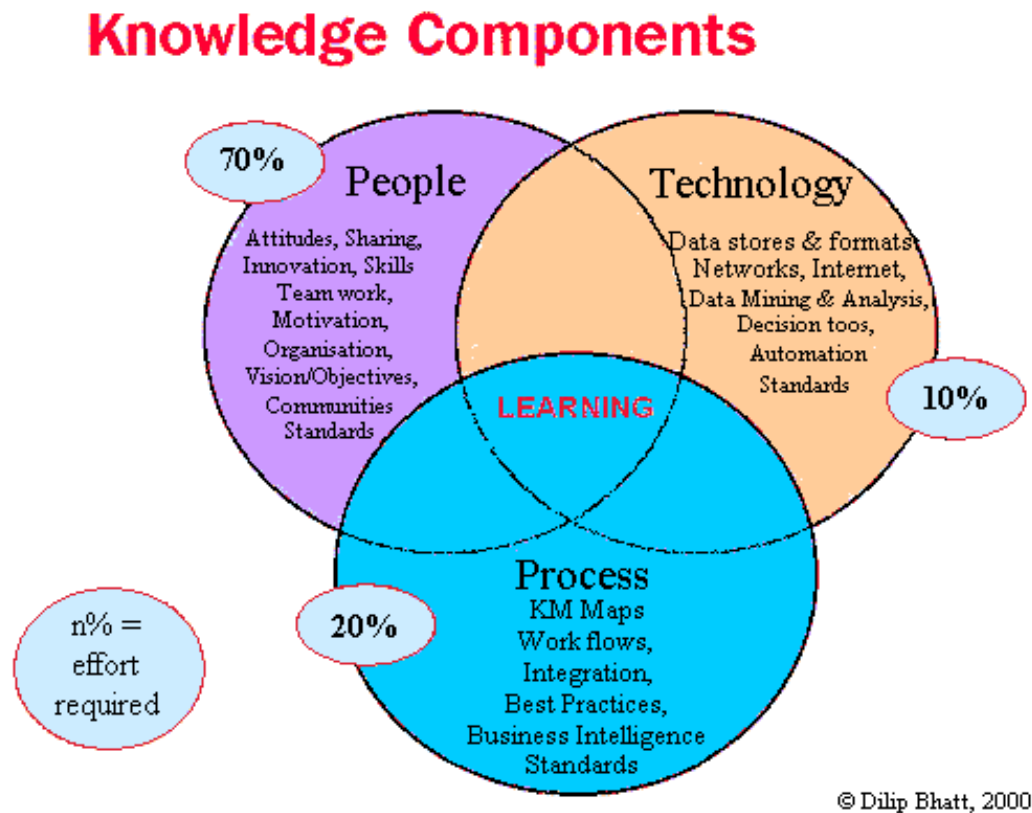 Knowledge Components
70%
People
Attitudes, Sharing,
Innovation, Skills
Team work,
Motivation,
Organisation,
Vision/Objectives,
Communities
Standards
Technology
Data stores & formats
Networks, Internet,
Data Mining & Analysis,
Decision toos,
Automation
Standards
10%
LEARNING
Process
KM Maps
Work flows,
Integration,
Best Practices,
Business Intelligence
Standards
20%
n% =
effort
required
© Dilip Bhatt, 2000